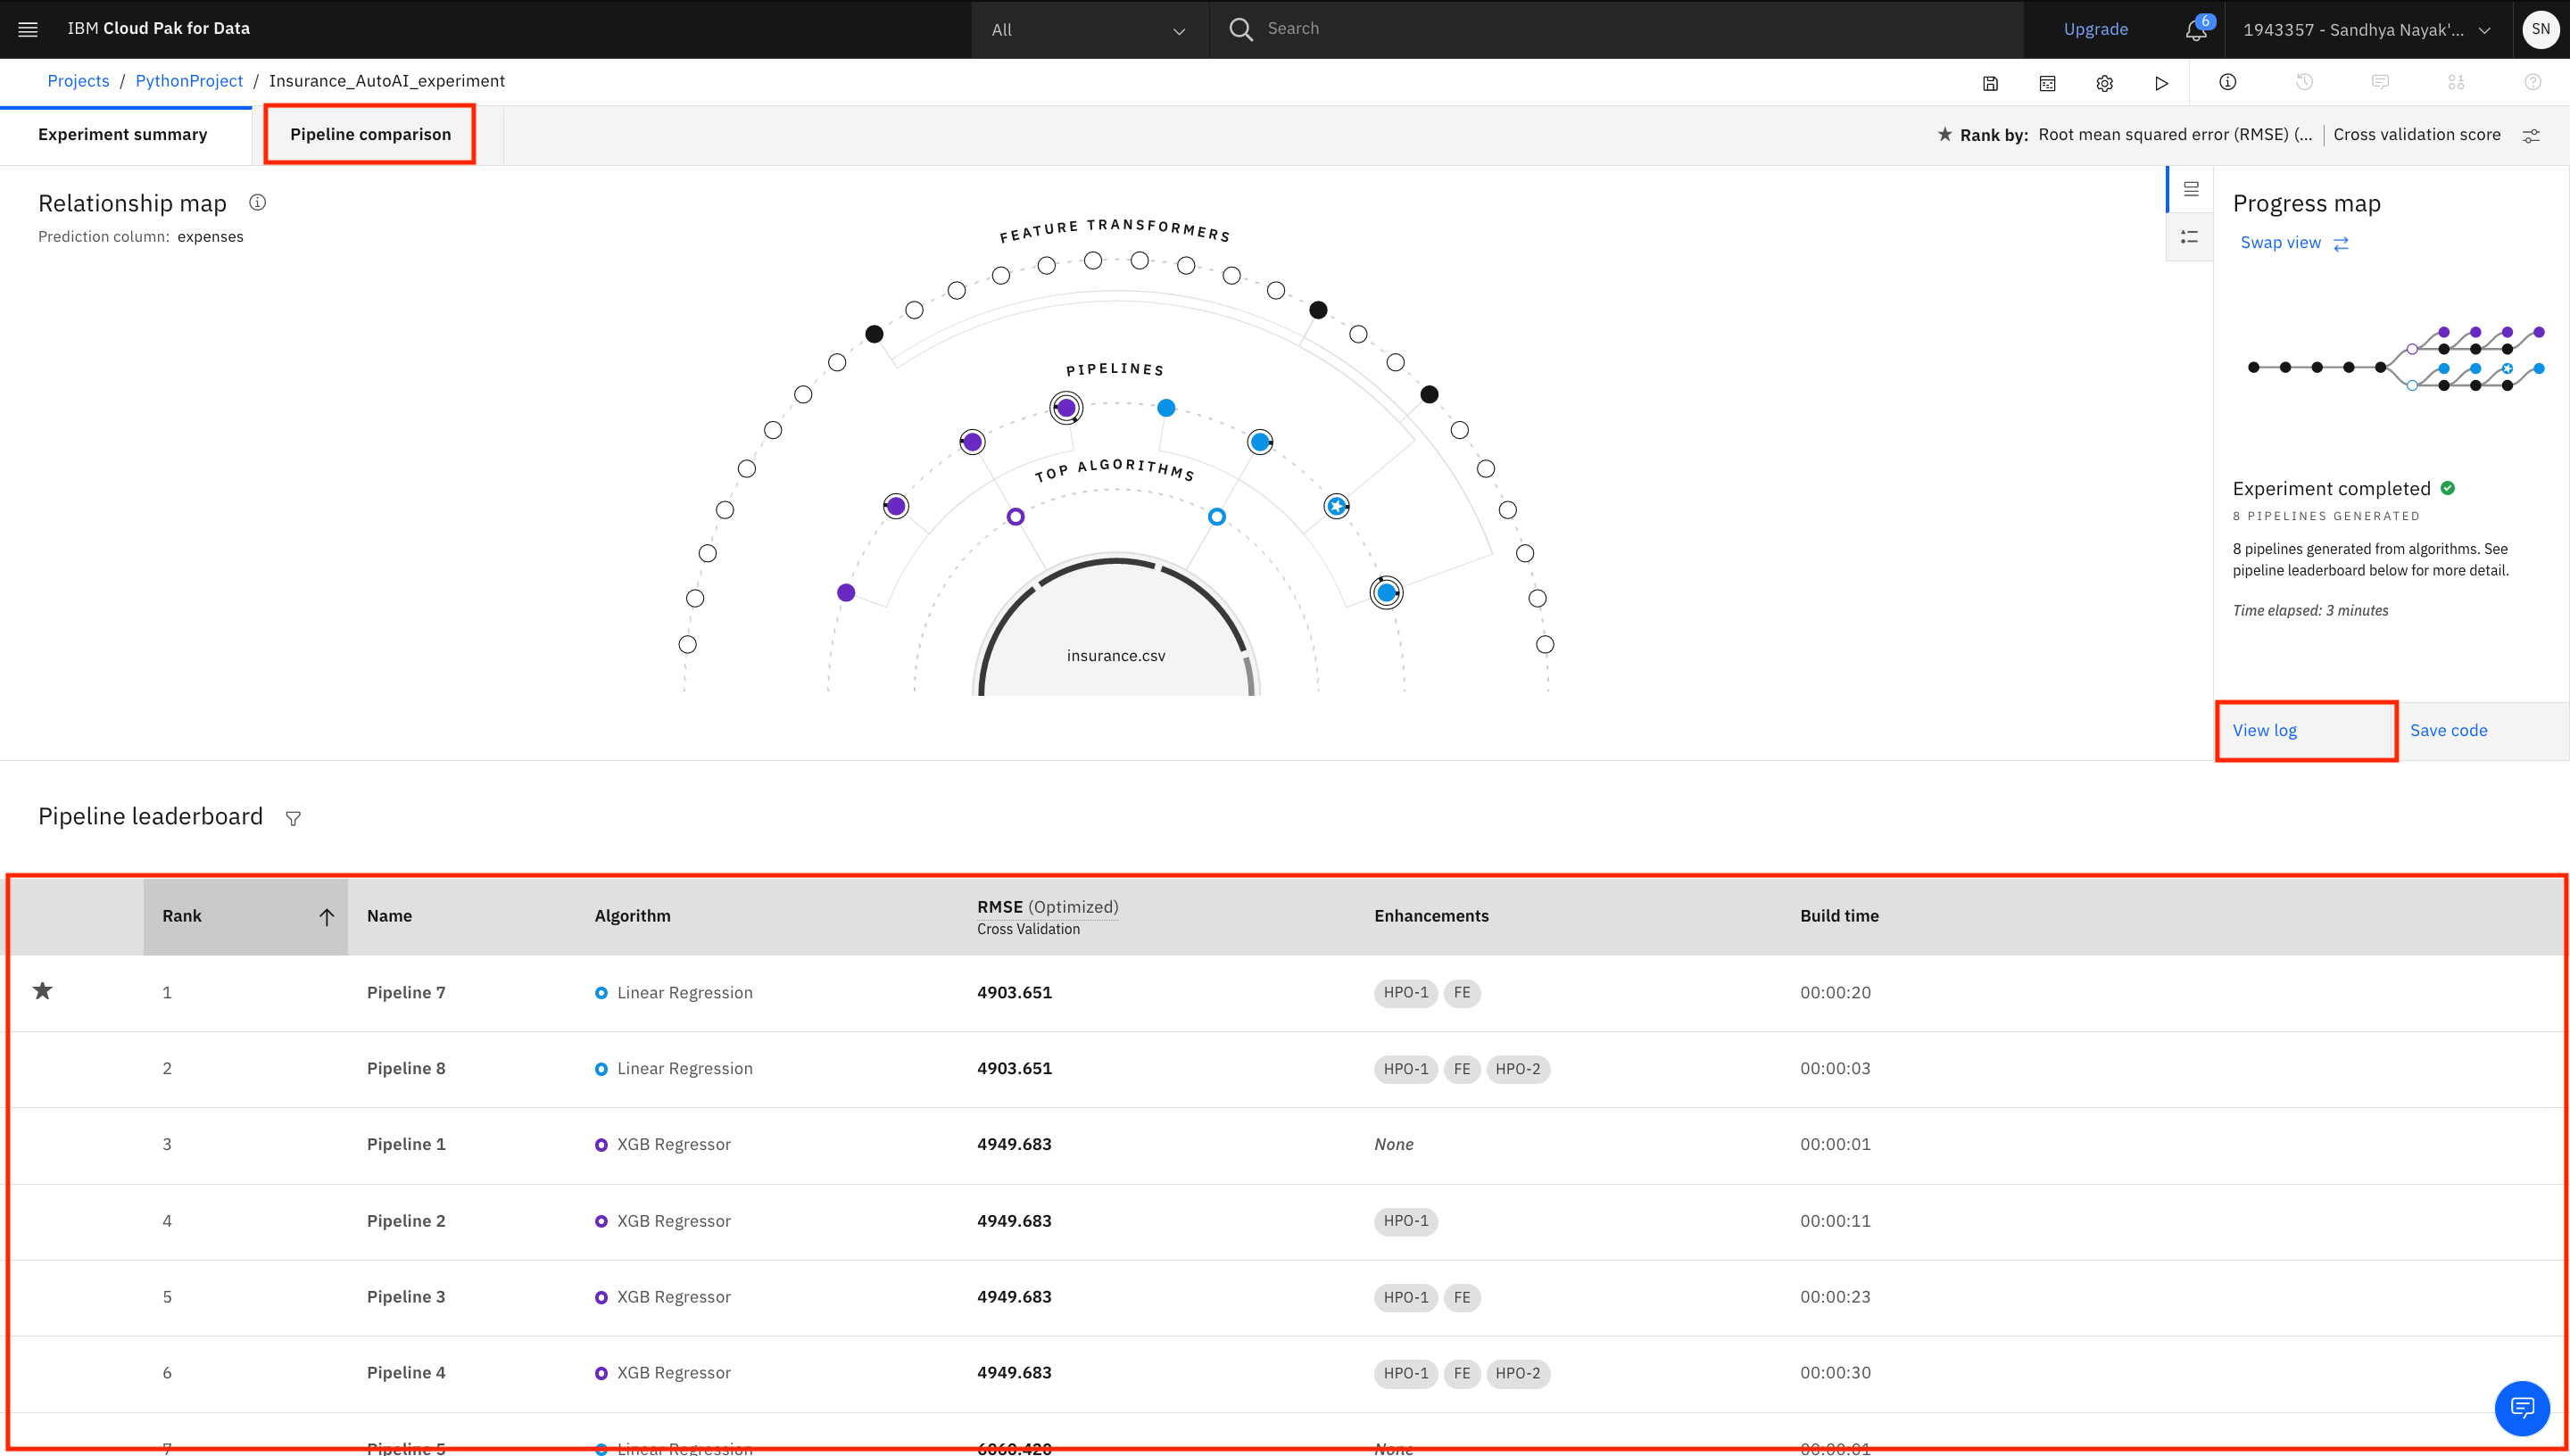 IBM Cloud Pak for Data
All
Search
Upgrade
6
1943357 - Sandhya Nayak'...
SN
Projects / PythonProject / Insurance_AutoAI_experiment
Experiment summary
Pipeline comparison
Rank by: Root mean squared error (RMSE) (... | Cross validation score
Relationship map
Prediction column: expenses
FEATURE TRANSFORMERS
PIPELINES
TOP ALGORITHMS
insurance.csv
Progress map
Swap view
Experiment completed
8 PIPELINES GENERATED
8 pipelines generated from algorithms. See
pipeline leaderboard below for more detail.
Time elapsed: 3 minutes
View log
Save code
Pipeline leaderboard
Rank Name Algorithm RMSE (Optimized) Enhancements Build time
Cross Validation
1 Pipeline 7 Linear Regression 4903.651 HPO-1 FE 00:00:20
2 Pipeline 8 Linear Regression 4903.651 HPO-1 FE HPO-2 00:00:03
3 Pipeline 1 XGB Regressor 4949.683 None 00:00:01
4 Pipeline 2 XGB Regressor 4949.683 HPO-1 00:00:11
5 Pipeline 3 XGB Regressor 4949.683 HPO-1 FE 00:00:23
6 Pipeline 4 XGB Regressor 4949.683 HPO-1 FE HPO-2 00:00:30
7 Pipeline 5 Linear Regression 6060.420 None 00:00:01